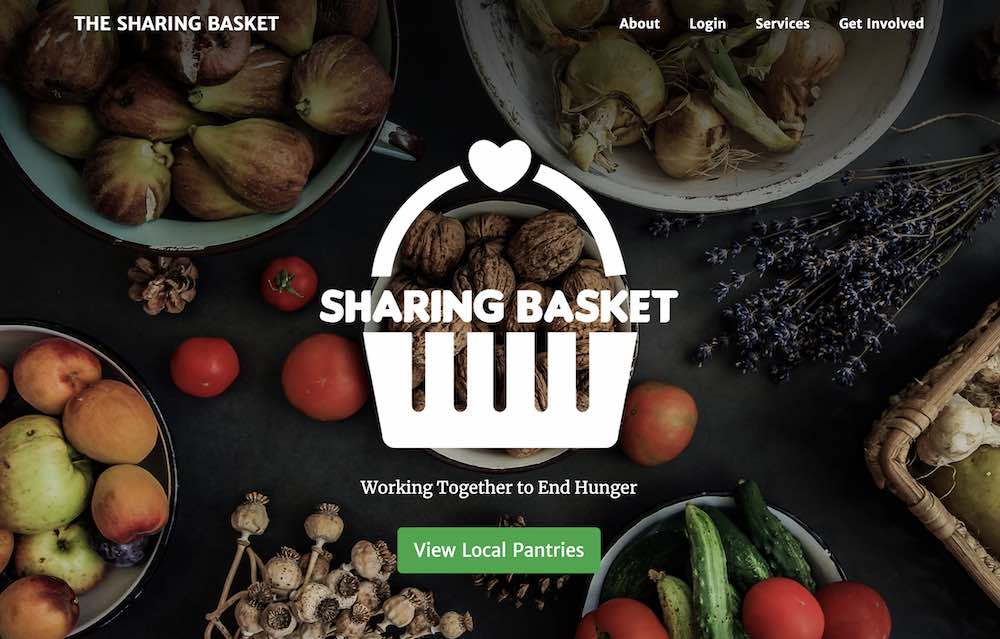 THE SHARING BASKET
About Login Services Get Involved
SHARING BASKET
Working Together to End Hunger
View Local Pantries